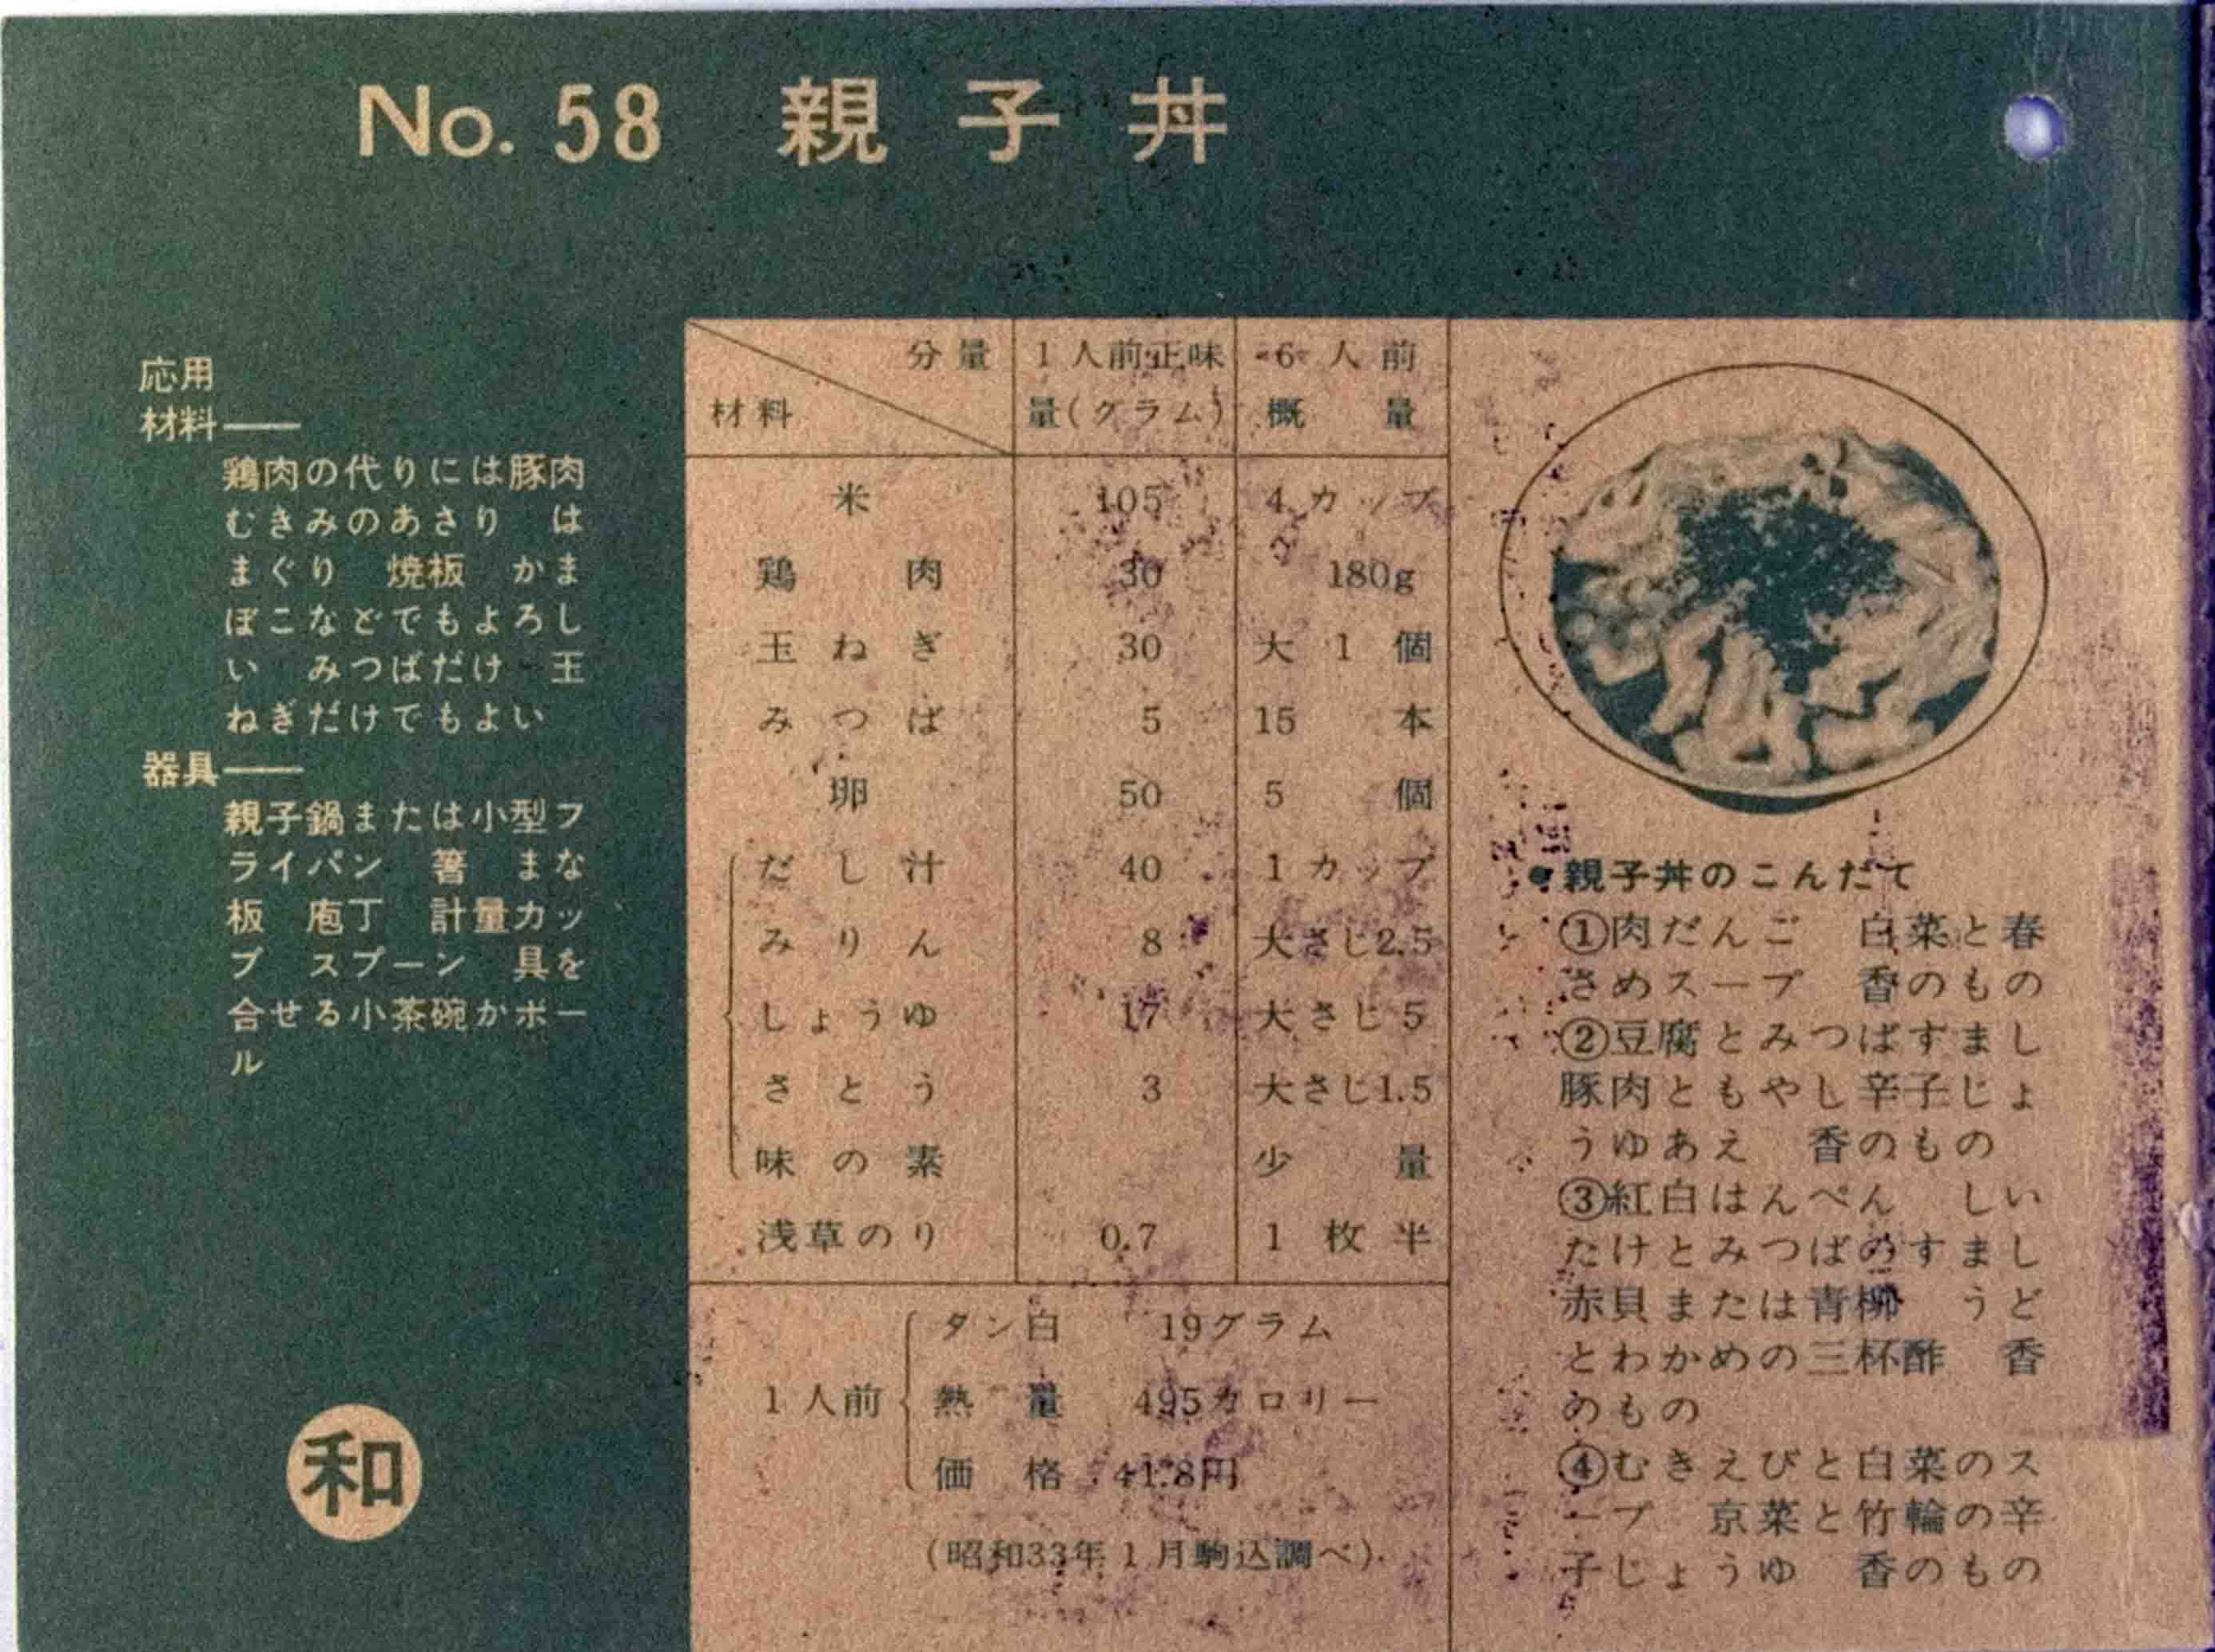 No. 58 親子丼
応用
材料――
鶏肉の代りには豚肉
むきみのあさり は
まぐり 焼板 かま
ぼこなどでもよろし
い みつばだけ 玉
ねぎだけでもよい
器具――
親子鍋または小型フ
ライパン 箸 まな
板 庖丁 計量カッ
プ スプーン 具を
合せる小茶碗かボー
ル
和
分量 1人前正味 6人前
材料 量(グラム) 概量
米 105 4カップ
鶏肉 30 180g
玉ねぎ 30 大1個
みつば 5 15本
卵 50 5個
だし汁 40 1カップ
みりん 8 大さじ2.5
しょうゆ 17 大さじ5
さとう 3 大さじ1.5
味の素 少量
浅草のり 0.7 1枚半
タン白 19グラム
1人前 熱量 495カロリー
価格 41.8円
(昭和33年1月駒込調べ)
●親子丼のこんだて
①肉だんご 白菜と春
さめスープ 香のもの
②豆腐とみつばすまし
豚肉ともやし辛子じょ
うゆあえ 香のもの
③紅白はんぺん しい
たけとみつばのすまし
赤貝または青柳 うど
とわかめの三杯酢 香
のもの
④むきえびと白菜のス
ープ 京菜と竹輪の辛
子じょうゆ 香のもの